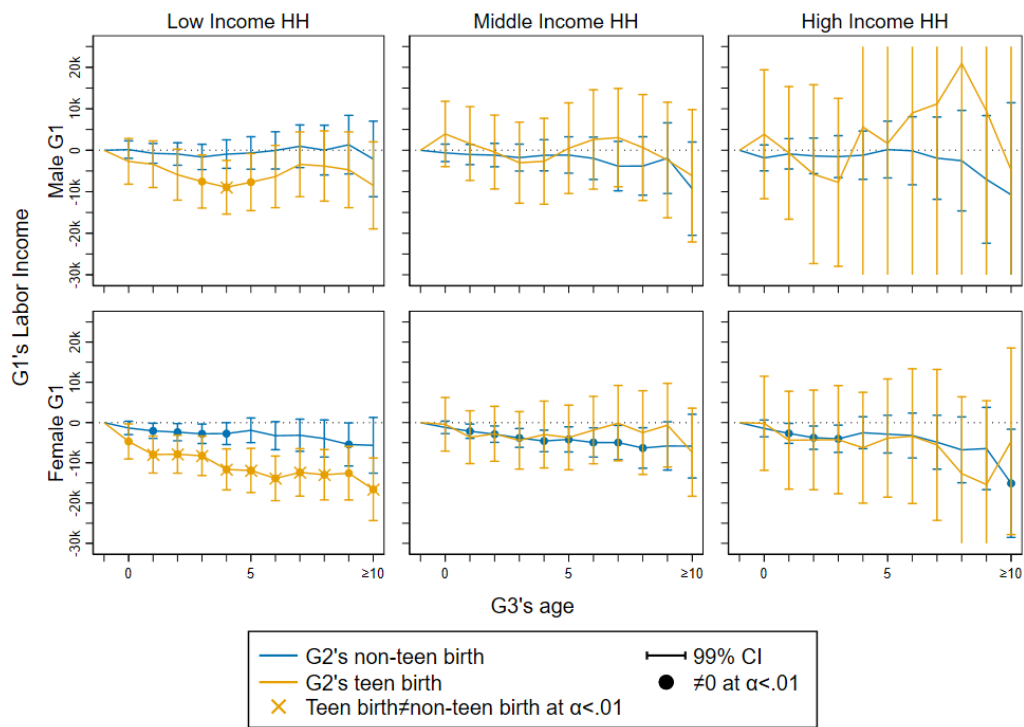 Low Income HH
Middle Income HH
High Income HH
G1's Labor Income
Male G1
20k
10k
0
-10k
-20k
-30k
Female G1
20k
10k
0
-10k
-20k
-30k
0 5 ≥10
0 5 ≥10
0 5 ≥10
G3's age
G2's non-teen birth
G2's teen birth
Teen birth≠non-teen birth at α<.01
99% CI
≠0 at α<.01